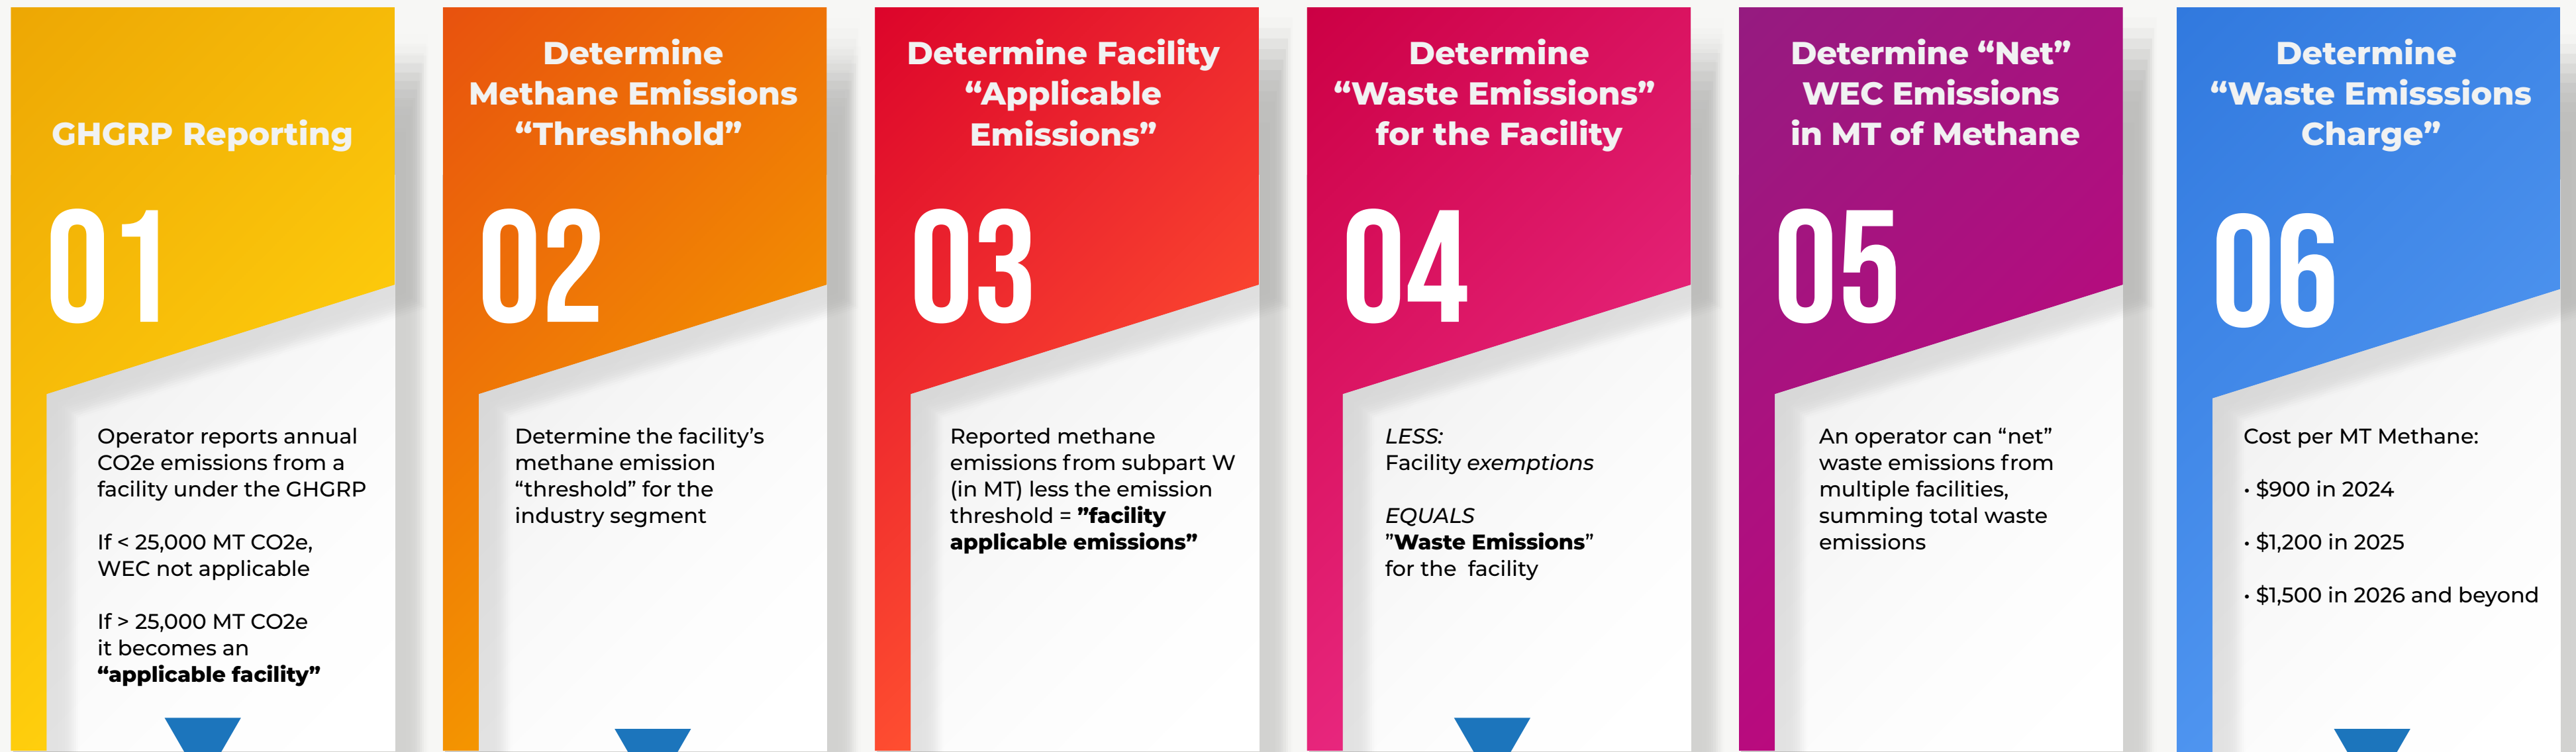 GHGRP Reporting
01
Operator reports annual
CO2e emissions from a
facility under the GHGRP
If < 25,000 MT CO2e,
WEC not applicable
If > 25,000 MT CO2e
it becomes an
“applicable facility”
Determine
Methane Emissions
“Threshhold”
02
Determine the facility’s
methane emission
“threshold” for the
industry segment
Determine Facility
“Applicable
Emissions”
03
Reported methane
emissions from subpart W
(in MT) less the emission
threshold = ”facility
applicable emissions”
Determine
“Waste Emissions”
for the Facility
04
LESS:
Facility exemptions
EQUALS
”Waste Emissions”
for the  facility
Determine “Net”
WEC Emissions
in MT of Methane
05
An operator can “net”
waste emissions from
multiple facilities,
summing total waste
emissions
Determine
“Waste Emisssions
Charge”
06
Cost per MT Methane:
• $900 in 2024
• $1,200 in 2025
• $1,500 in 2026 and beyond